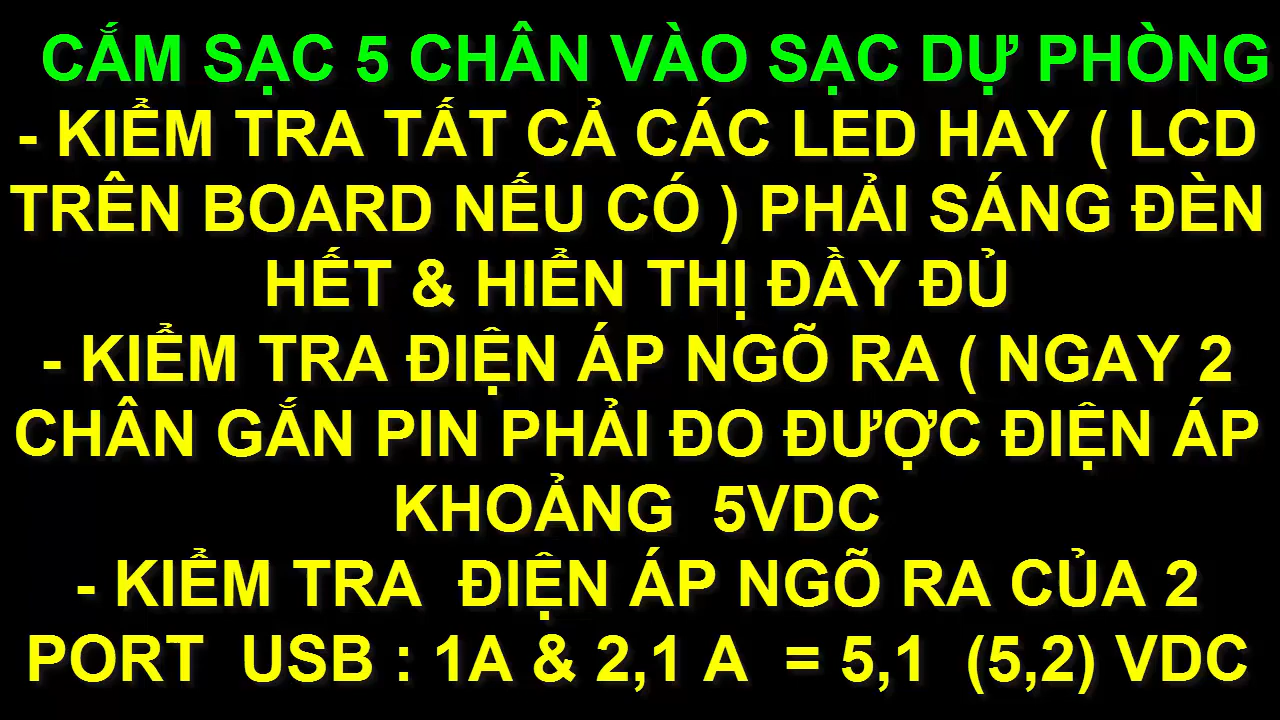 CẮM SẠC 5 CHÂN VÀO SẠC DỰ PHÒNG
- KIỂM TRA TẤT CẢ CÁC LED HAY ( LCD
TRÊN BOARD NẾU CÓ ) PHẢI SÁNG ĐÈN
HẾT & HIỂN THỊ ĐẦY ĐỦ
- KIỂM TRA ĐIỆN ÁP NGÕ RA ( NGAY 2
CHÂN GẮN PIN PHẢI ĐO ĐƯỢC ĐIỆN ÁP
KHOẢNG  5VDC
- KIỂM TRA  ĐIỆN ÁP NGÕ RA CỦA 2
PORT  USB : 1A & 2,1 A  = 5,1  (5,2) VDC